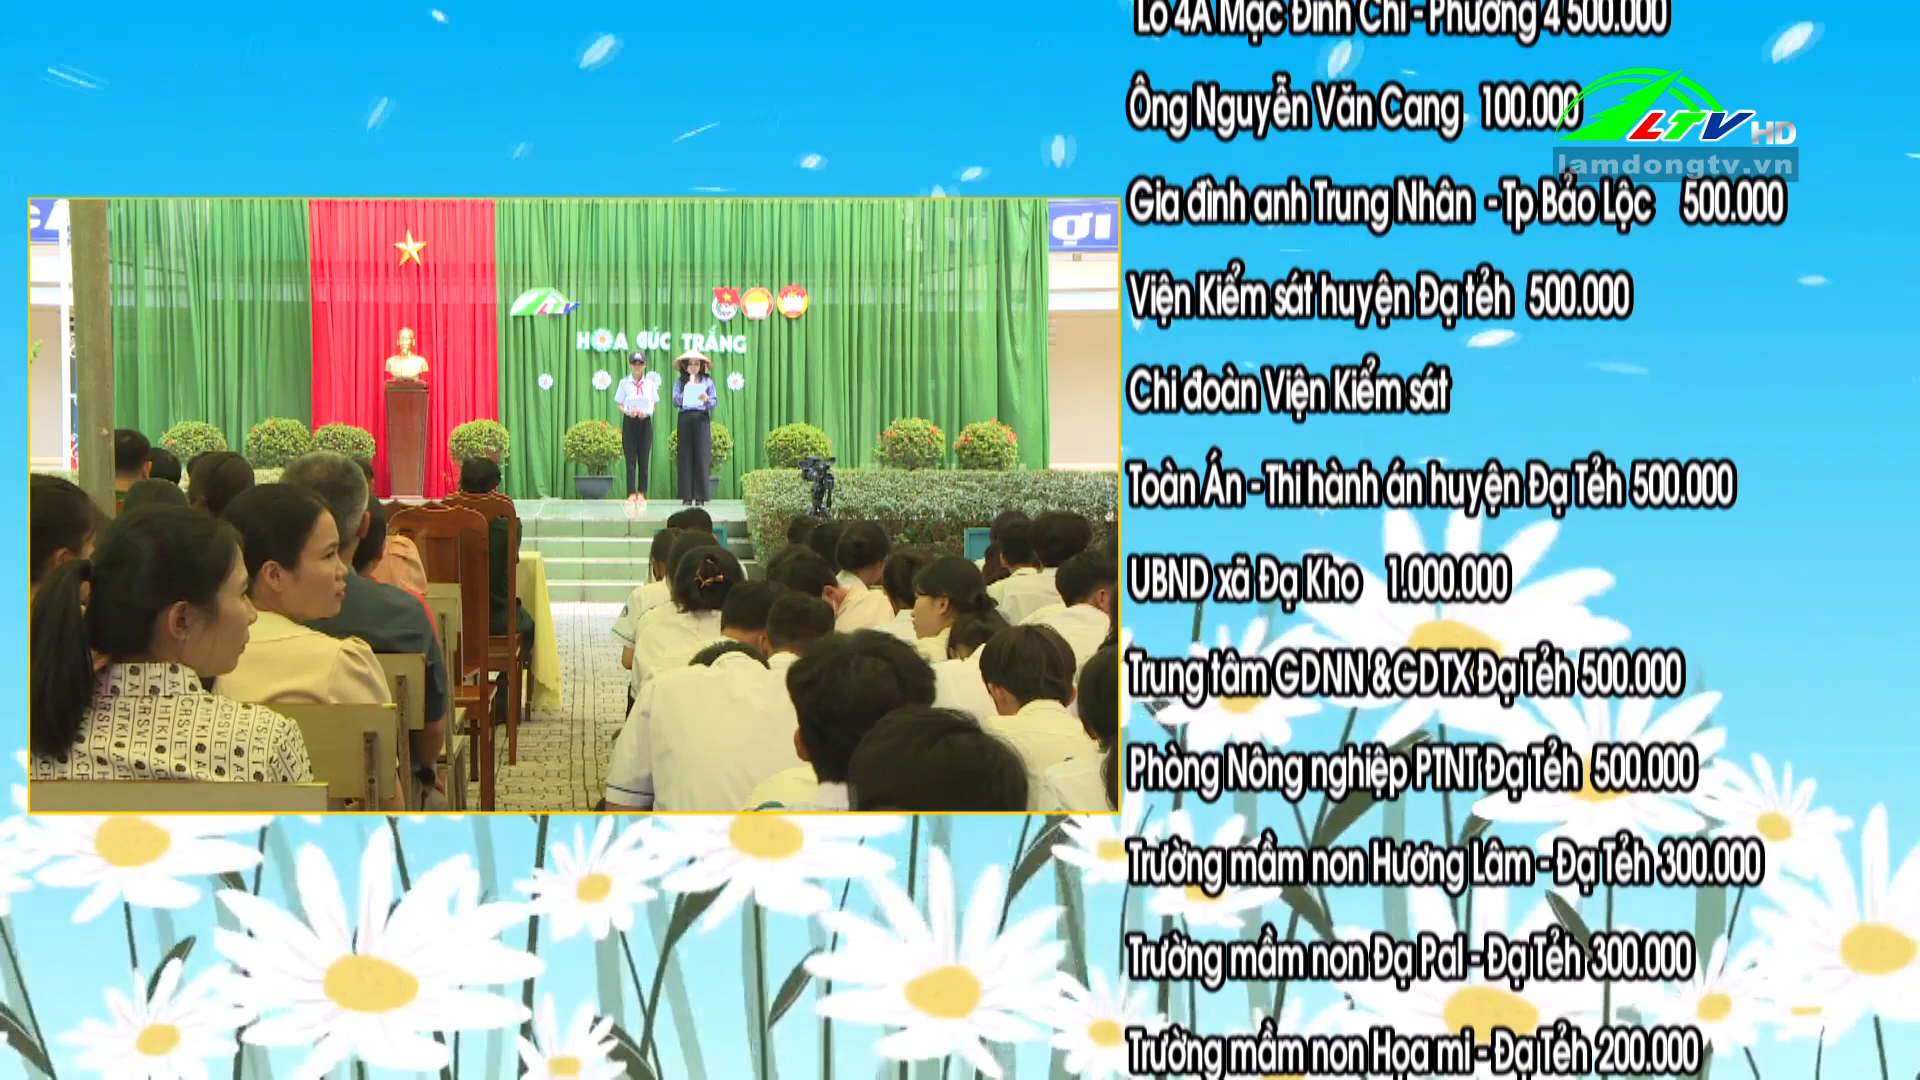 Lô 4A Mạc Đĩnh Chi - Phường 4 500.000
Ông Nguyễn Văn Cang 100.000
LTV HD
lamdongtv.vn
Gia đình anh Trung Nhân - Tp Bảo Lộc 500.000
Viện Kiểm sát huyện Đạ tẻh 500.000
Chi đoàn Viện Kiểm sát
Toàn Án - Thi hành án huyện Đạ Tẻh 500.000
UBND xã Đạ Kho 1.000.000
Trung tâm GDNN &GDTX Đạ Tẻh 500.000
Phòng Nông nghiệp PTNT Đạ Tẻh 500.000
Trường mầm non Hương Lâm - Đạ Tẻh 300.000
Trường mầm non Đạ Pal - Đạ Tẻh 300.000
Trường mầm non Họa mi - Đạ Tẻh 200.000
LTV
HOA CÚC TRẮNG